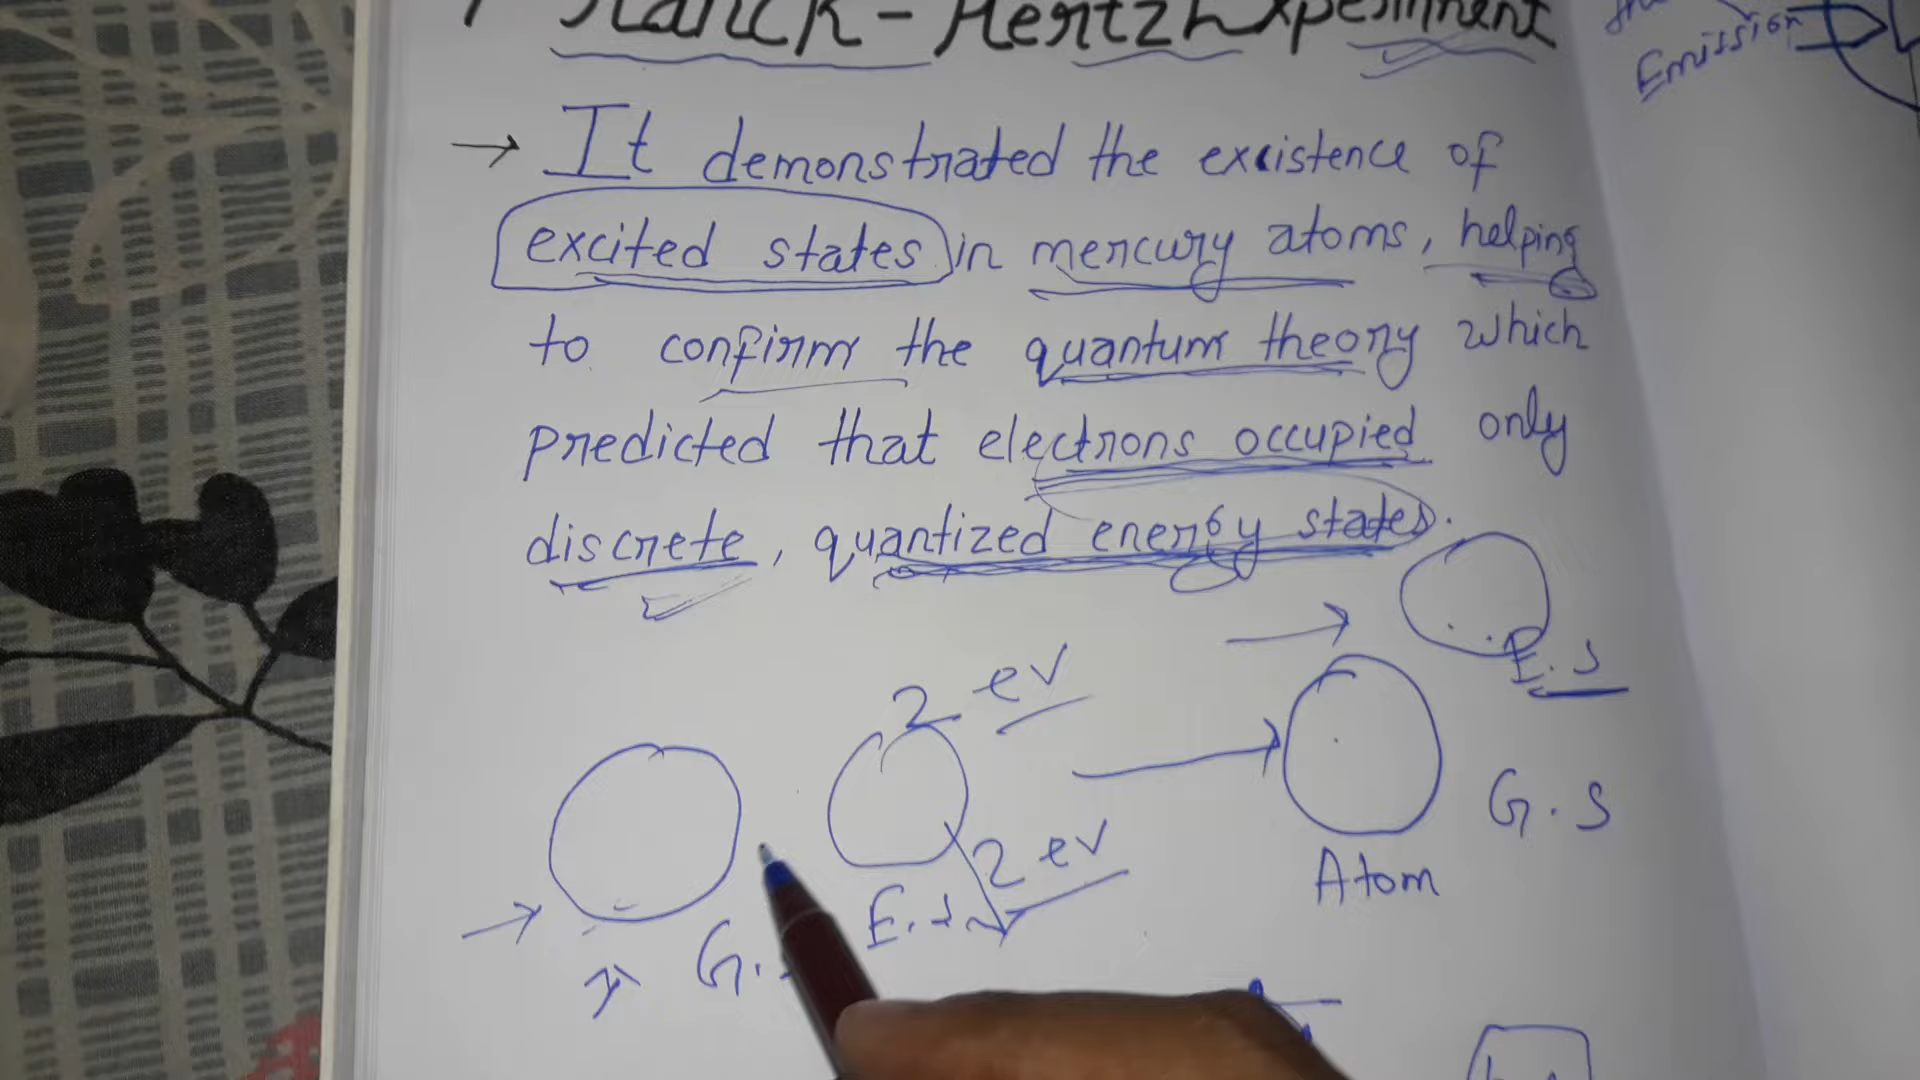 Franck - Hertz Experiment
Emission
→ It demonstrated the excistence of
excited states in mercury atoms, helping
to confirm the quantum theory which
predicted that electrons occupied only
discrete, quantized energy states.
E.S
2 ev
G.S
2 ev
Atom
E.s
G.